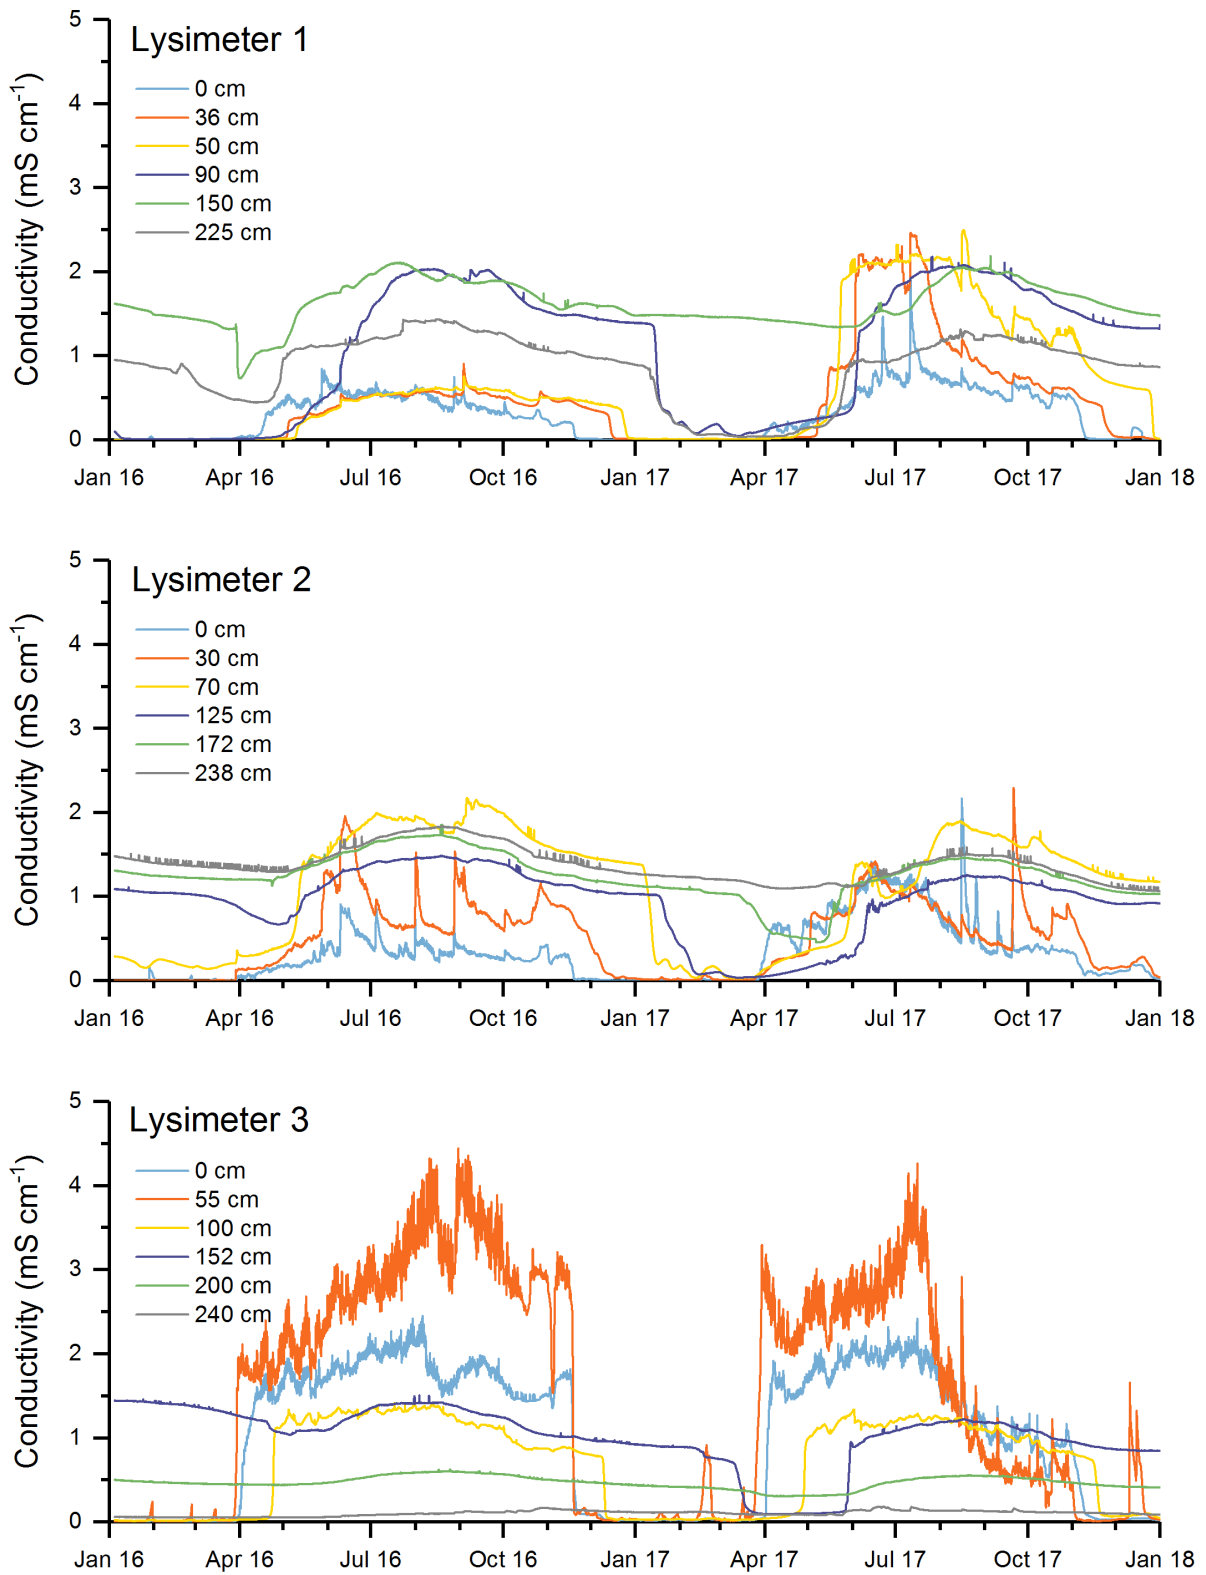 Lysimeter 1
Conductivity (mS cm⁻¹)
5
4
3
2
1
0
0 cm
36 cm
50 cm
90 cm
150 cm
225 cm
Jan 16 Apr 16 Jul 16 Oct 16 Jan 17 Apr 17 Jul 17 Oct 17 Jan 18
Lysimeter 2
Conductivity (mS cm⁻¹)
5
4
3
2
1
0
0 cm
30 cm
70 cm
125 cm
172 cm
238 cm
Jan 16 Apr 16 Jul 16 Oct 16 Jan 17 Apr 17 Jul 17 Oct 17 Jan 18
Lysimeter 3
Conductivity (mS cm⁻¹)
5
4
3
2
1
0
0 cm
55 cm
100 cm
152 cm
200 cm
240 cm
Jan 16 Apr 16 Jul 16 Oct 16 Jan 17 Apr 17 Jul 17 Oct 17 Jan 18